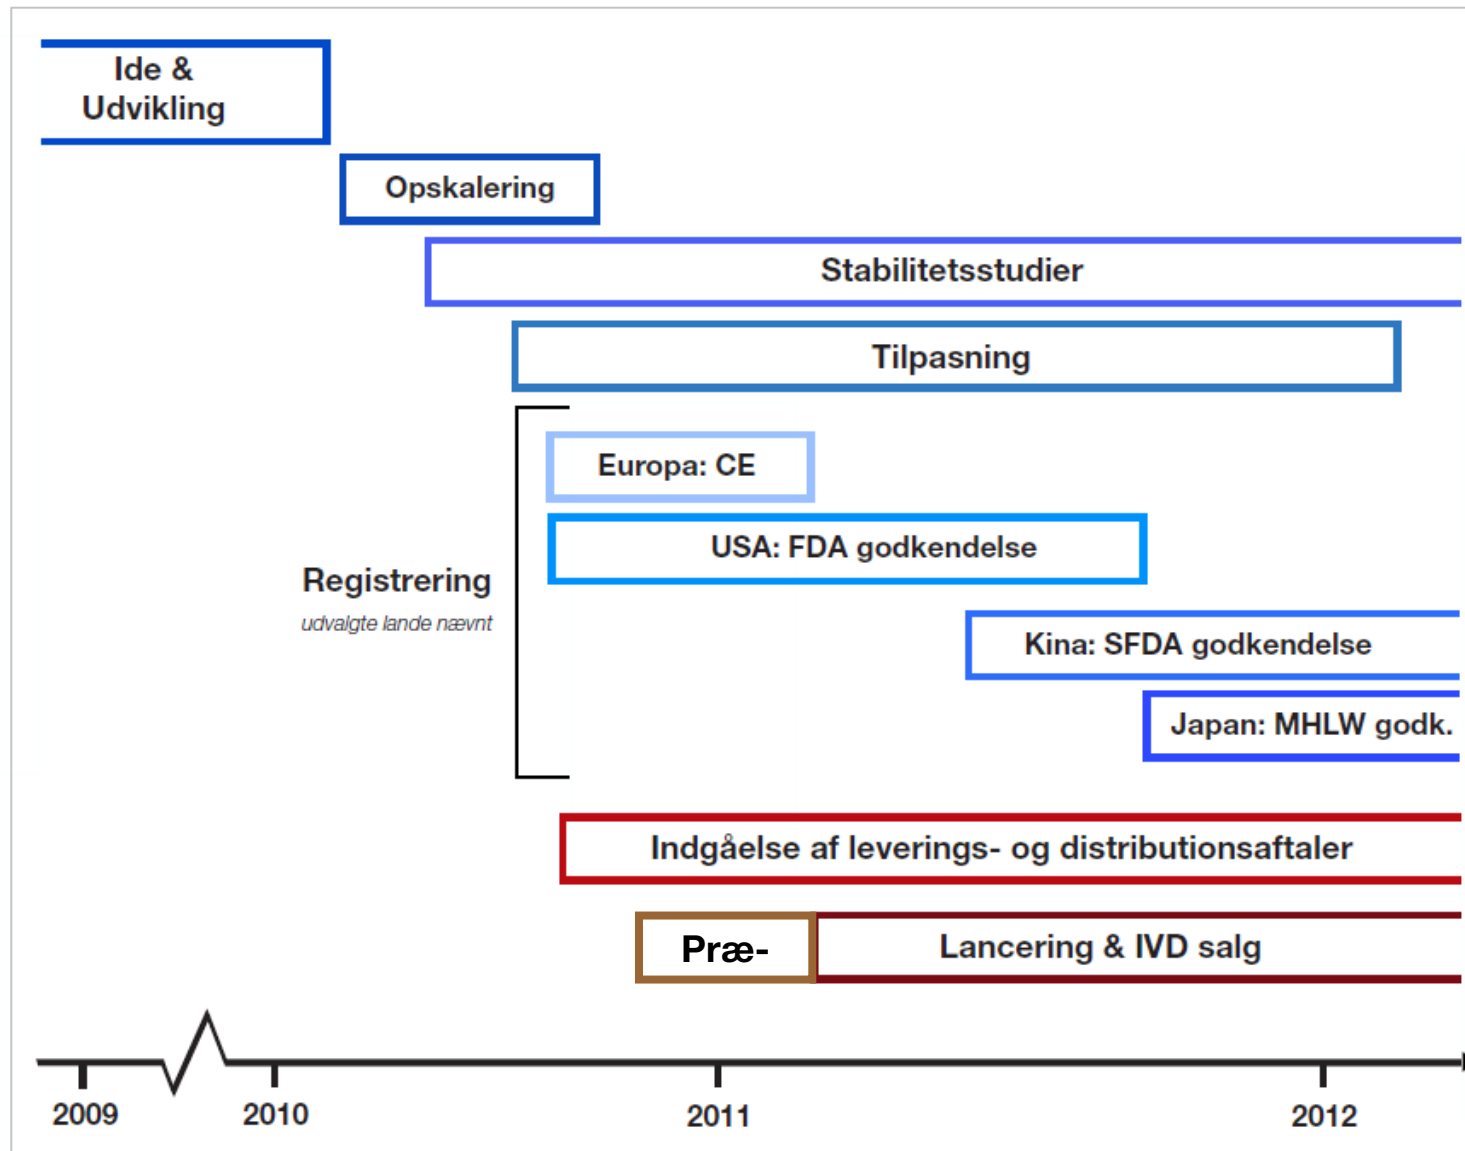 Ide &
Udvikling
Opskalering
Stabilitetsstudier
Tilpasning
Europa: CE
USA: FDA godkendelse
Registrering
udvalgte lande nævnt
Kina: SFDA godkendelse
Japan: MHLW godk.
Indgåelse af leverings- og distributionsaftaler
Præ-
Lancering & IVD salg
2009
2010
2011
2012